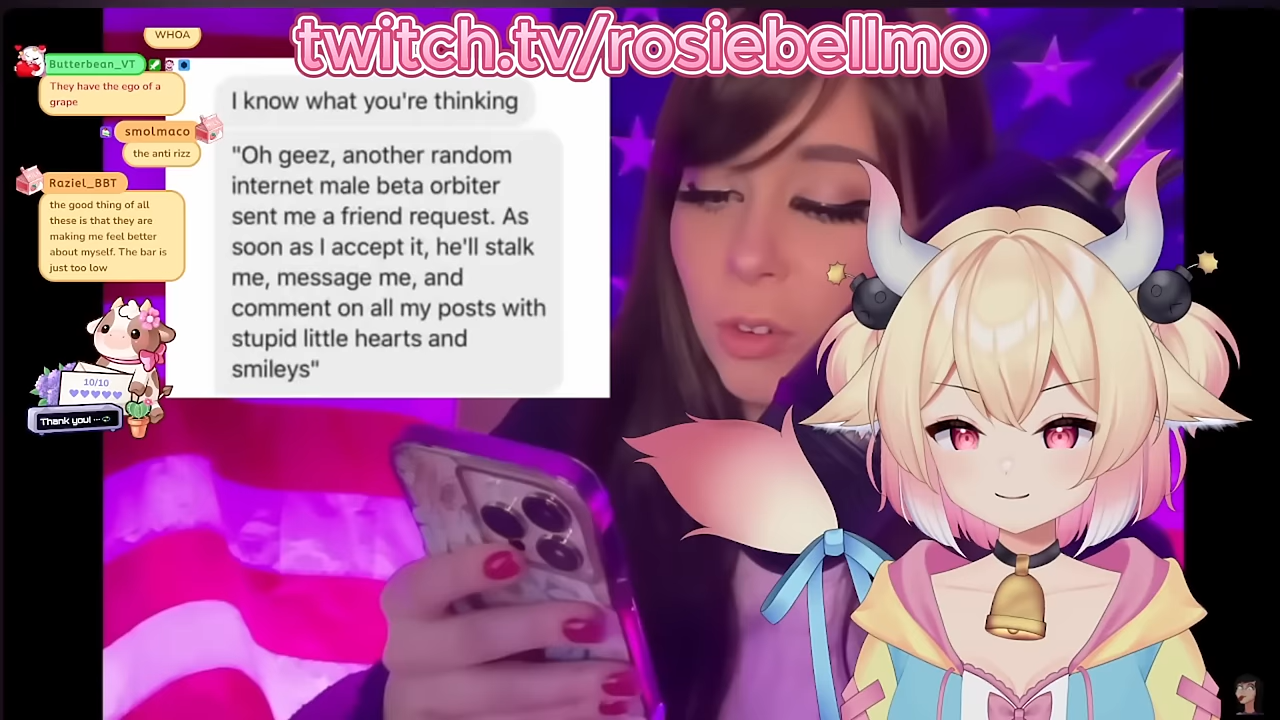 twitch.tv/rosiebellmo
WHOA
Butterbean_VT
They have the ego of a
grape
smolmaco
the anti rizz
Raziel_BBT
the good thing of all
these is that they are
making me feel better
about myself. The bar is
just too low
10/10
Thank you! ...
I know what you're thinking
"Oh geez, another random
internet male beta orbiter
sent me a friend request. As
soon as I accept it, he'll stalk
me, message me, and
comment on all my posts with
stupid little hearts and
smileys"